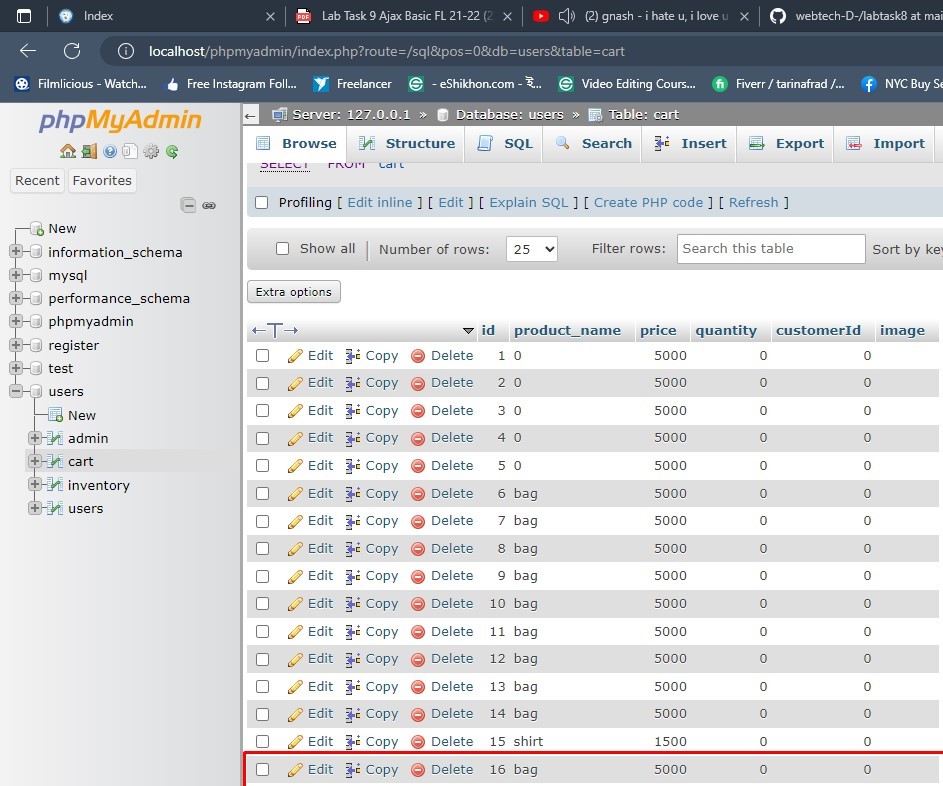 Index
Lab Task 9 Ajax Basic FL 21-22 (2
(2) gnash - i hate u, i love u
webtech-D-/labtask8 at mai
localhost/phpmyadmin/index.php?route=/sql&pos=0&db=users&table=cart
Filmlicious - Watch...
Free Instagram Foll...
Freelancer
Video Editing Cours...
Fiverr / tarinafrad /...
NYC Buy Se
phpMyAdmin
Recent
Favorites
New
information_schema
mysql
performance_schema
phpmyadmin
register
test
users
New
admin
cart
inventory
users
Server: 127.0.0.1 » Database: users » Table: cart
Browse Structure SQL Search Insert Export Import
SELECT * FROM `cart`
Profiling [ Edit inline ] [ Edit ] [ Explain SQL ] [ Create PHP code ] [ Refresh ]
Show all | Number of rows: 25 Filter rows: Search this table Sort by key
Extra options
←T→ id product_name price quantity customerId image
Edit Copy Delete 1 0 5000 0 0
Edit Copy Delete 2 0 5000 0 0
Edit Copy Delete 3 0 5000 0 0
Edit Copy Delete 4 0 5000 0 0
Edit Copy Delete 5 0 5000 0 0
Edit Copy Delete 6 bag 5000 0 0
Edit Copy Delete 7 bag 5000 0 0
Edit Copy Delete 8 bag 5000 0 0
Edit Copy Delete 9 bag 5000 0 0
Edit Copy Delete 10 bag 5000 0 0
Edit Copy Delete 11 bag 5000 0 0
Edit Copy Delete 12 bag 5000 0 0
Edit Copy Delete 13 bag 5000 0 0
Edit Copy Delete 14 bag 5000 0 0
Edit Copy Delete 15 shirt 1500 0 0
Edit Copy Delete 16 bag 5000 0 0